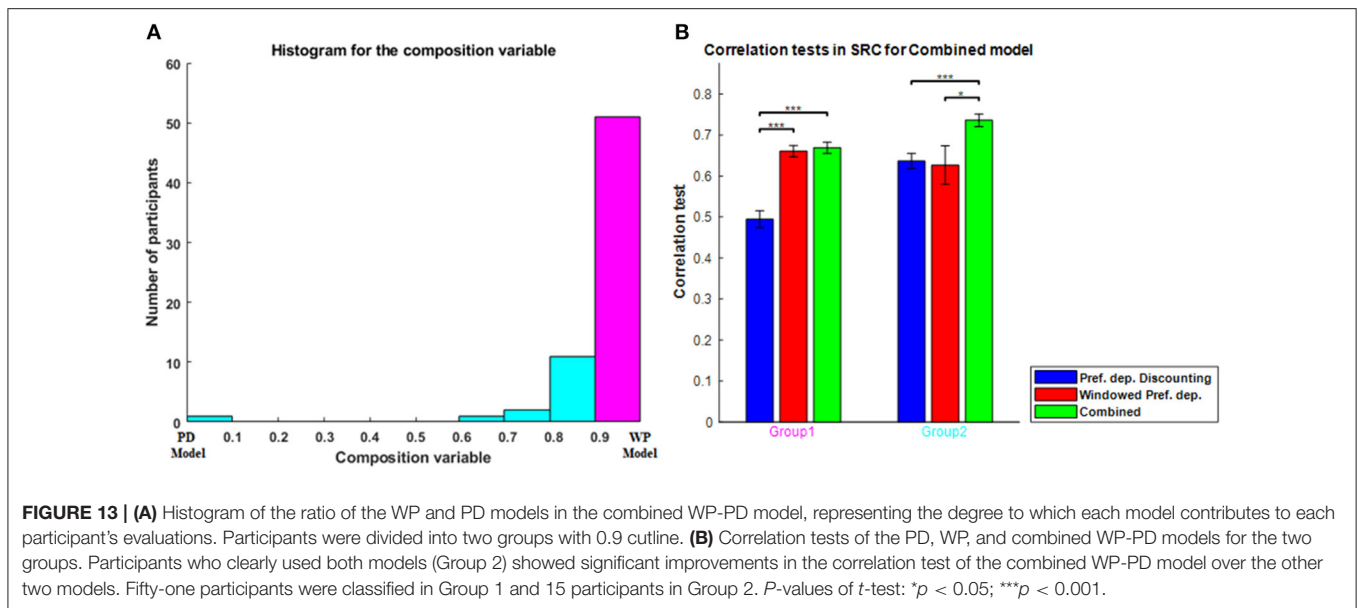 A
Histogram for the composition variable
60
50
40
30
20
10
0
Number of participants
PD
Model
0.1 0.2 0.3 0.4 0.5 0.6 0.7 0.8 0.9
WP
Model
Composition variable
B
Correlation tests in SRC for Combined model
0.8
0.7
0.6
0.5
0.4
0.3
0.2
0.1
0
Correlation test
***
***
***
*
Group1
Group2
Pref. dep. Discounting
Windowed Pref. dep.
Combined
FIGURE 13 | (A) Histogram of the ratio of the WP and PD models in the combined WP-PD model, representing the degree to which each model contributes to each
participant's evaluations. Participants were divided into two groups with 0.9 cutline. (B) Correlation tests of the PD, WP, and combined WP-PD models for the two
groups. Participants who clearly used both models (Group 2) showed significant improvements in the correlation test of the combined WP-PD model over the other
two models. Fifty-one participants were classified in Group 1 and 15 participants in Group 2. P-values of t-test: *p < 0.05; ***p < 0.001.